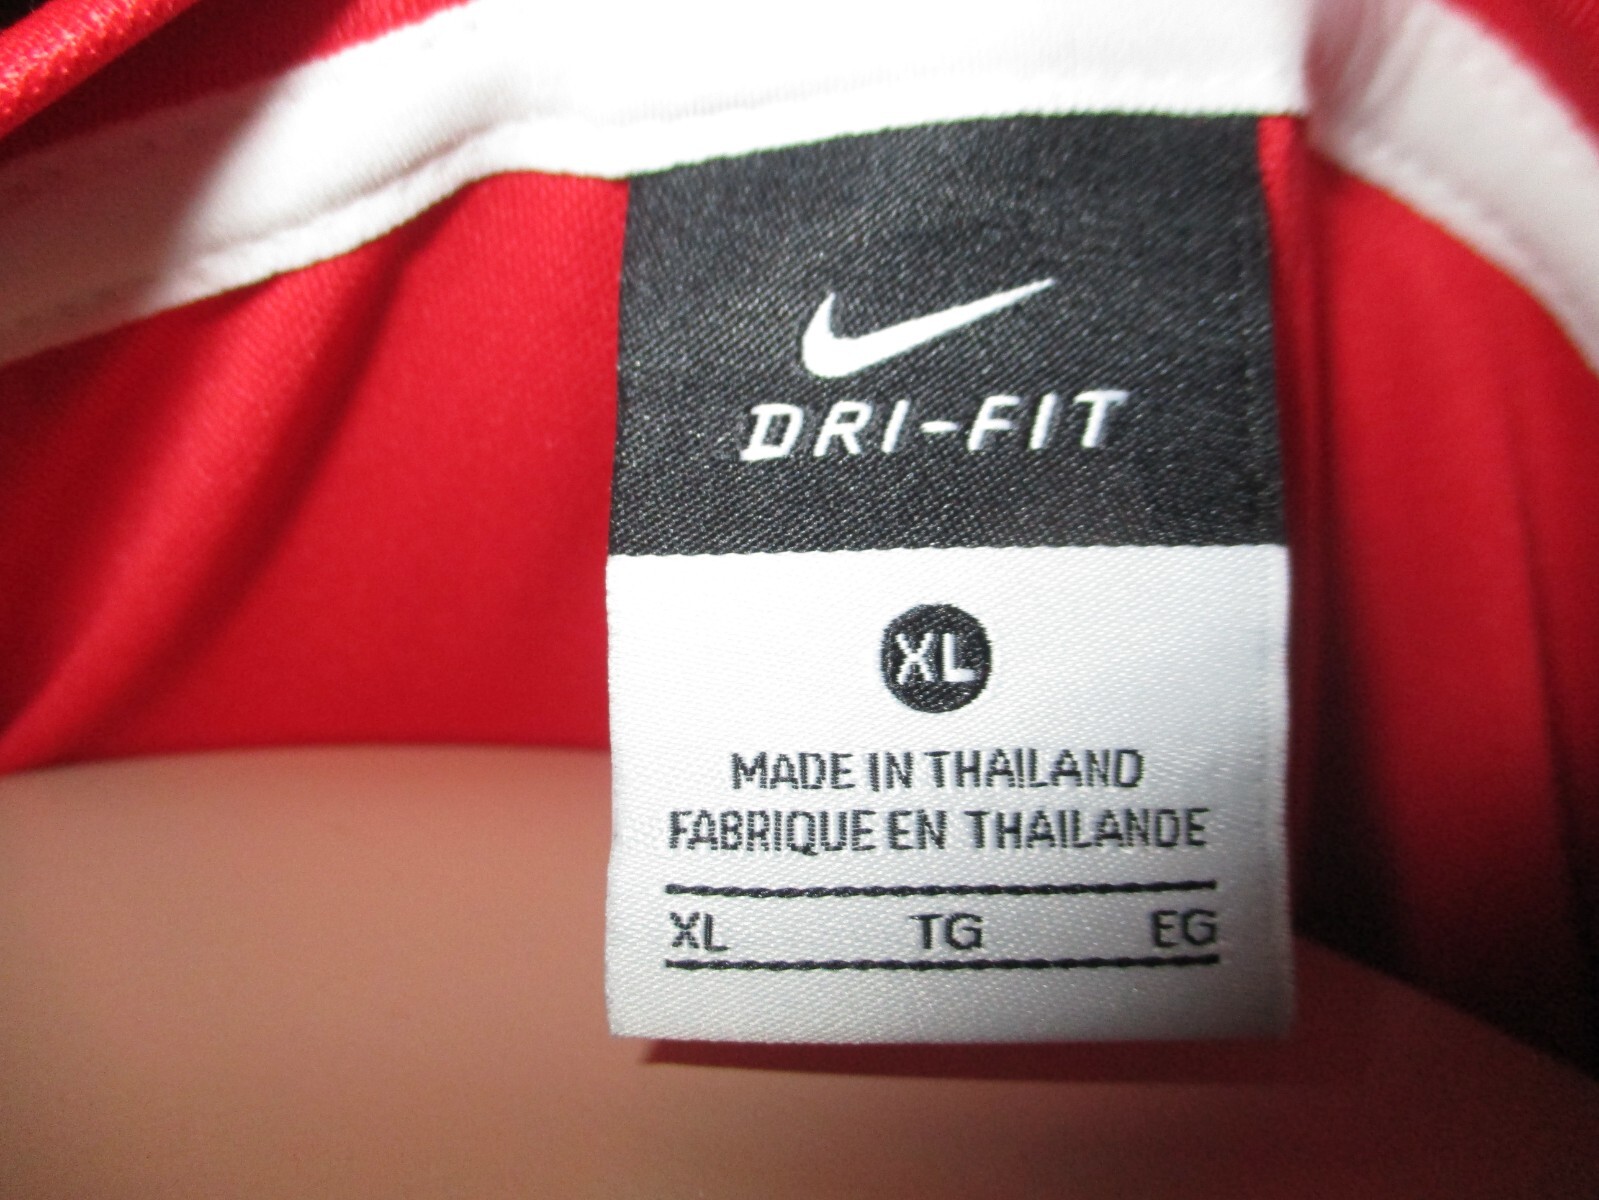 DRI-FIT
XL
MADE IN THAILAND
FABRIQUE EN THAILANDE
XL TG EG